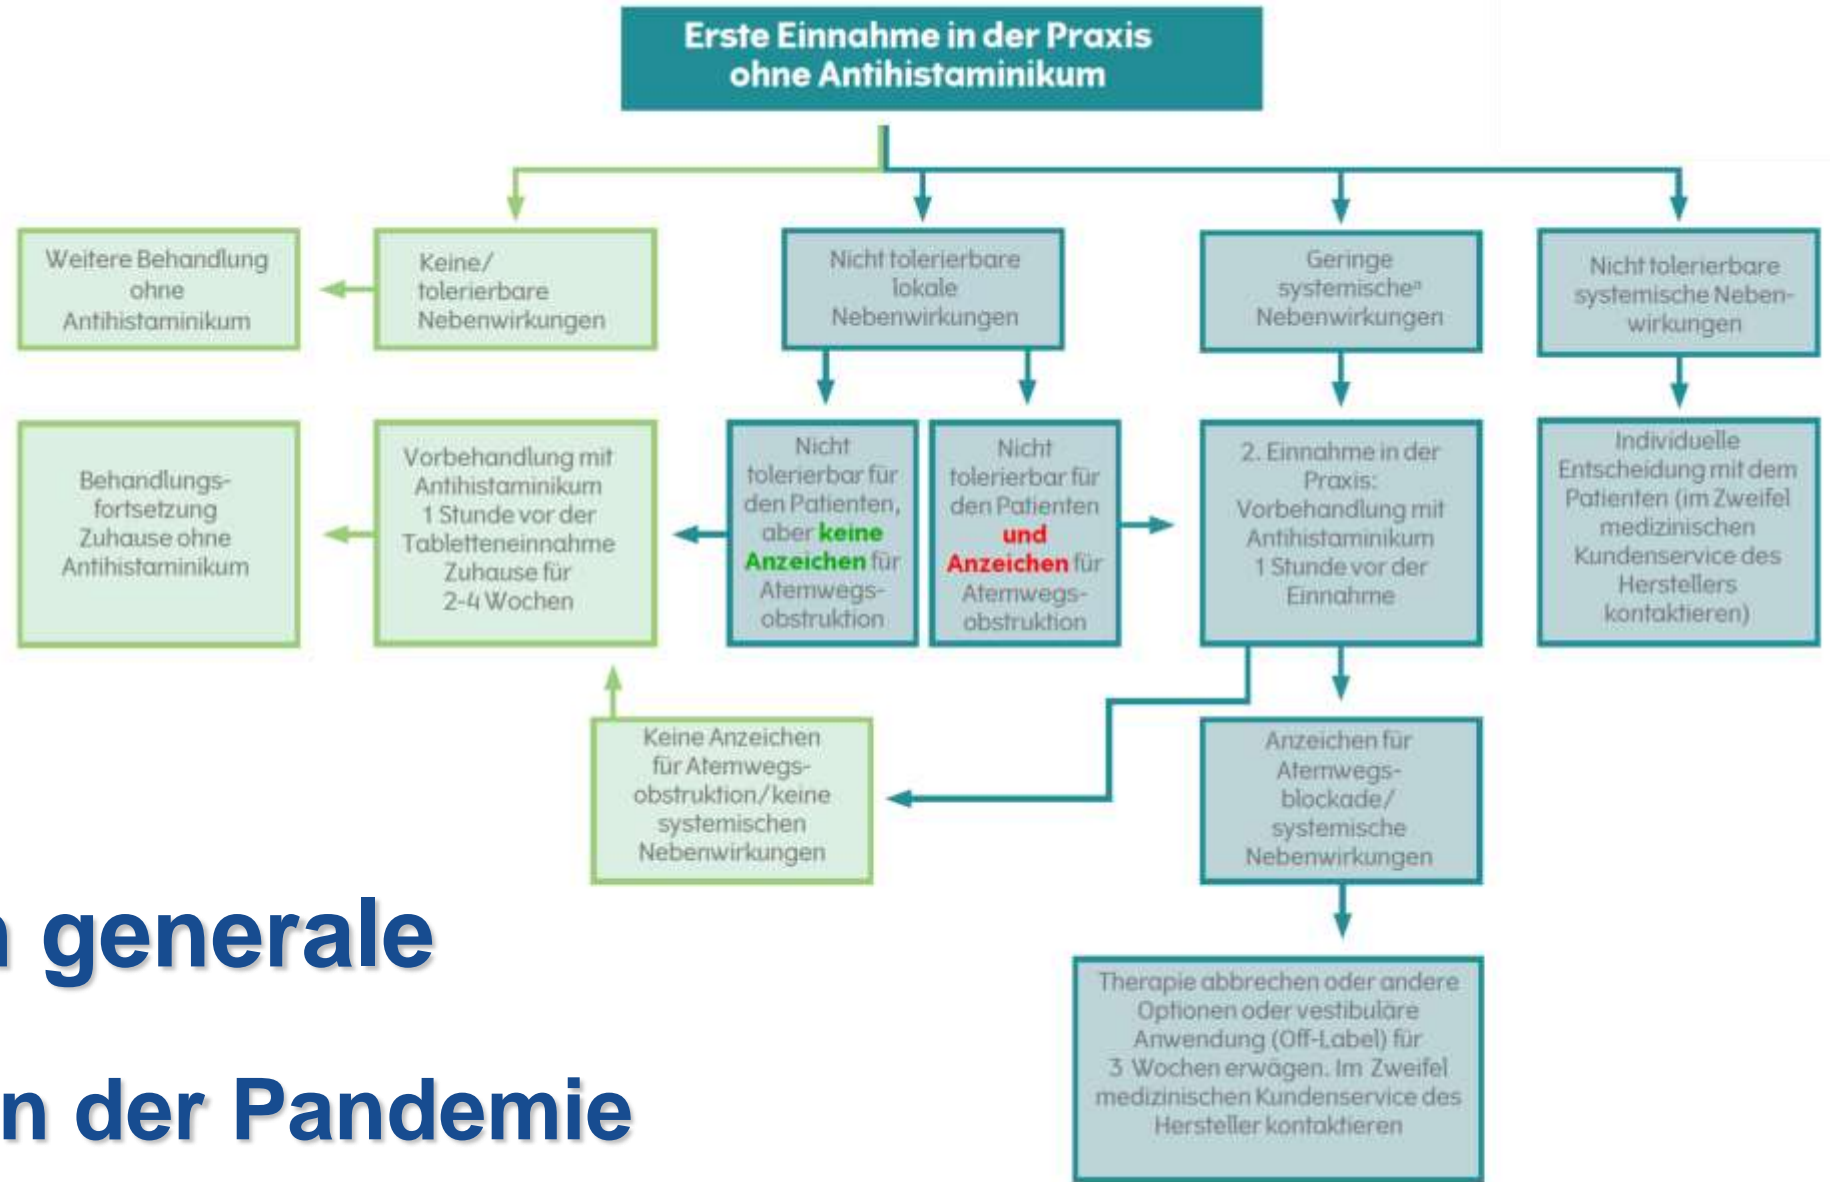 Erste Einnahme in der Praxis
ohne Antihistaminikum
Weitere Behandlung
ohne
Antihistaminikum
Keine/
tolerierbare
Nebenwirkungen
Nicht tolerierbare
lokale
Nebenwirkungen
Geringe
systemischeª
Nebenwirkungen
Nicht tolerierbare
systemische Neben-
wirkungen
Behandlungs-
fortsetzung
Zuhause ohne
Antihistaminikum
Vorbehandlung mit
Antihistaminikum
1 Stunde vor der
Tabletteneinnahme
Zuhause für
2-4 Wochen
Nicht
tolerierbar für
den Patienten,
aber keine
Anzeichen für
Atemwegs-
obstruktion
Nicht
tolerierbar für
den Patienten
und
Anzeichen für
Atemwegs-
obstruktion
2. Einnahme in der
Praxis:
Vorbehandlung mit
Antihistaminikum
1 Stunde vor der
Einnahme
Individuelle
Entscheidung mit dem
Patienten (im Zweifel
medizinischen
Kundenservice des
Herstellers
kontaktieren)
Keine Anzeichen
für Atemwegs-
obstruktion/keine
systemischen
Nebenwirkungen
Anzeichen für
Atemwegs-
blockade/
systemische
Nebenwirkungen
Therapie abbrechen oder andere
Optionen oder vestibuläre
Anwendung (Off-Label) für
3 Wochen erwägen. Im Zweifel
medizinischen Kundenservice des
Hersteller kontaktieren
n generale
n der Pandemie